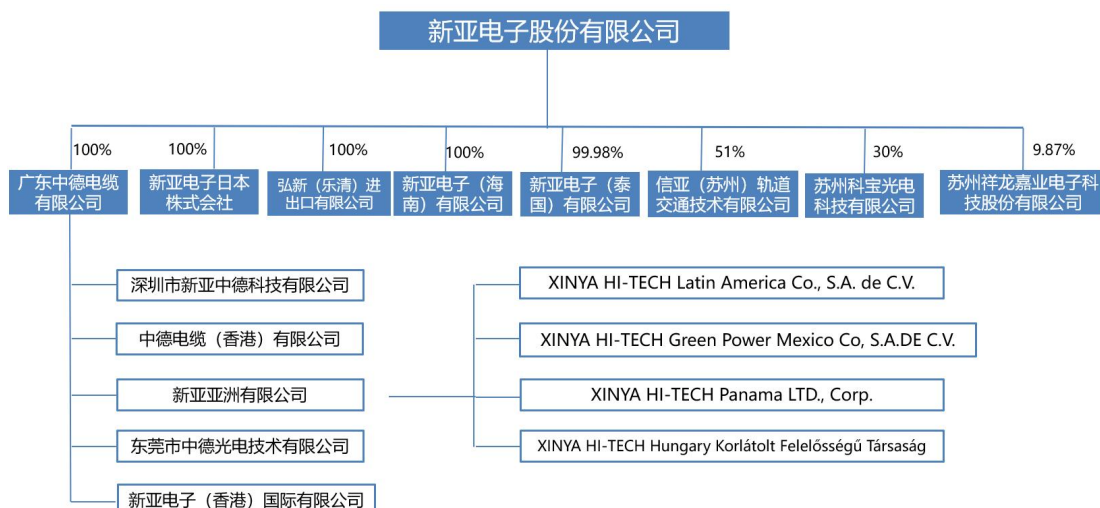 新亚电子股份有限公司
100%
100%
100%
100%
99.98%
51%
30%
9.87%
广东中德电缆
有限公司
新亚电子日本
株式会社
弘新（乐清）进
出口有限公司
新亚电子（海
南）有限公司
新亚电子（泰
国）有限公司
信亚（苏州）轨道
交通技术有限公司
苏州科宝光电
科技有限公司
苏州祥龙嘉业电子科
技股份有限公司
深圳市新亚中德科技有限公司
中德电缆（香港）有限公司
新亚亚洲有限公司
东莞市中德光电技术有限公司
新亚电子（香港）国际有限公司
XINYA HI-TECH Latin America Co., S.A. de C.V.
XINYA HI-TECH Green Power Mexico Co, S.A.DE C.V.
XINYA HI-TECH Panama LTD., Corp.
XINYA HI-TECH Hungary Korlátolt Felelősségű Társaság